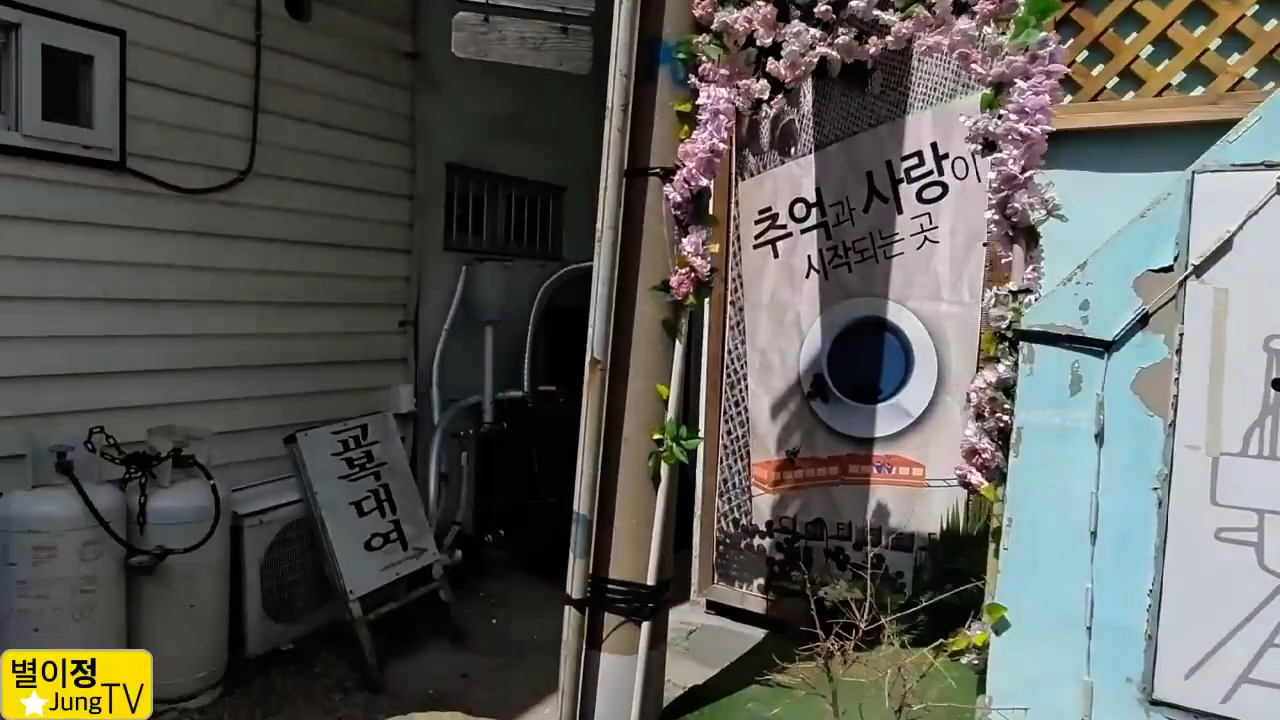 추억과 사랑이
시작되는 곳
교복대여
별이정
JungTV